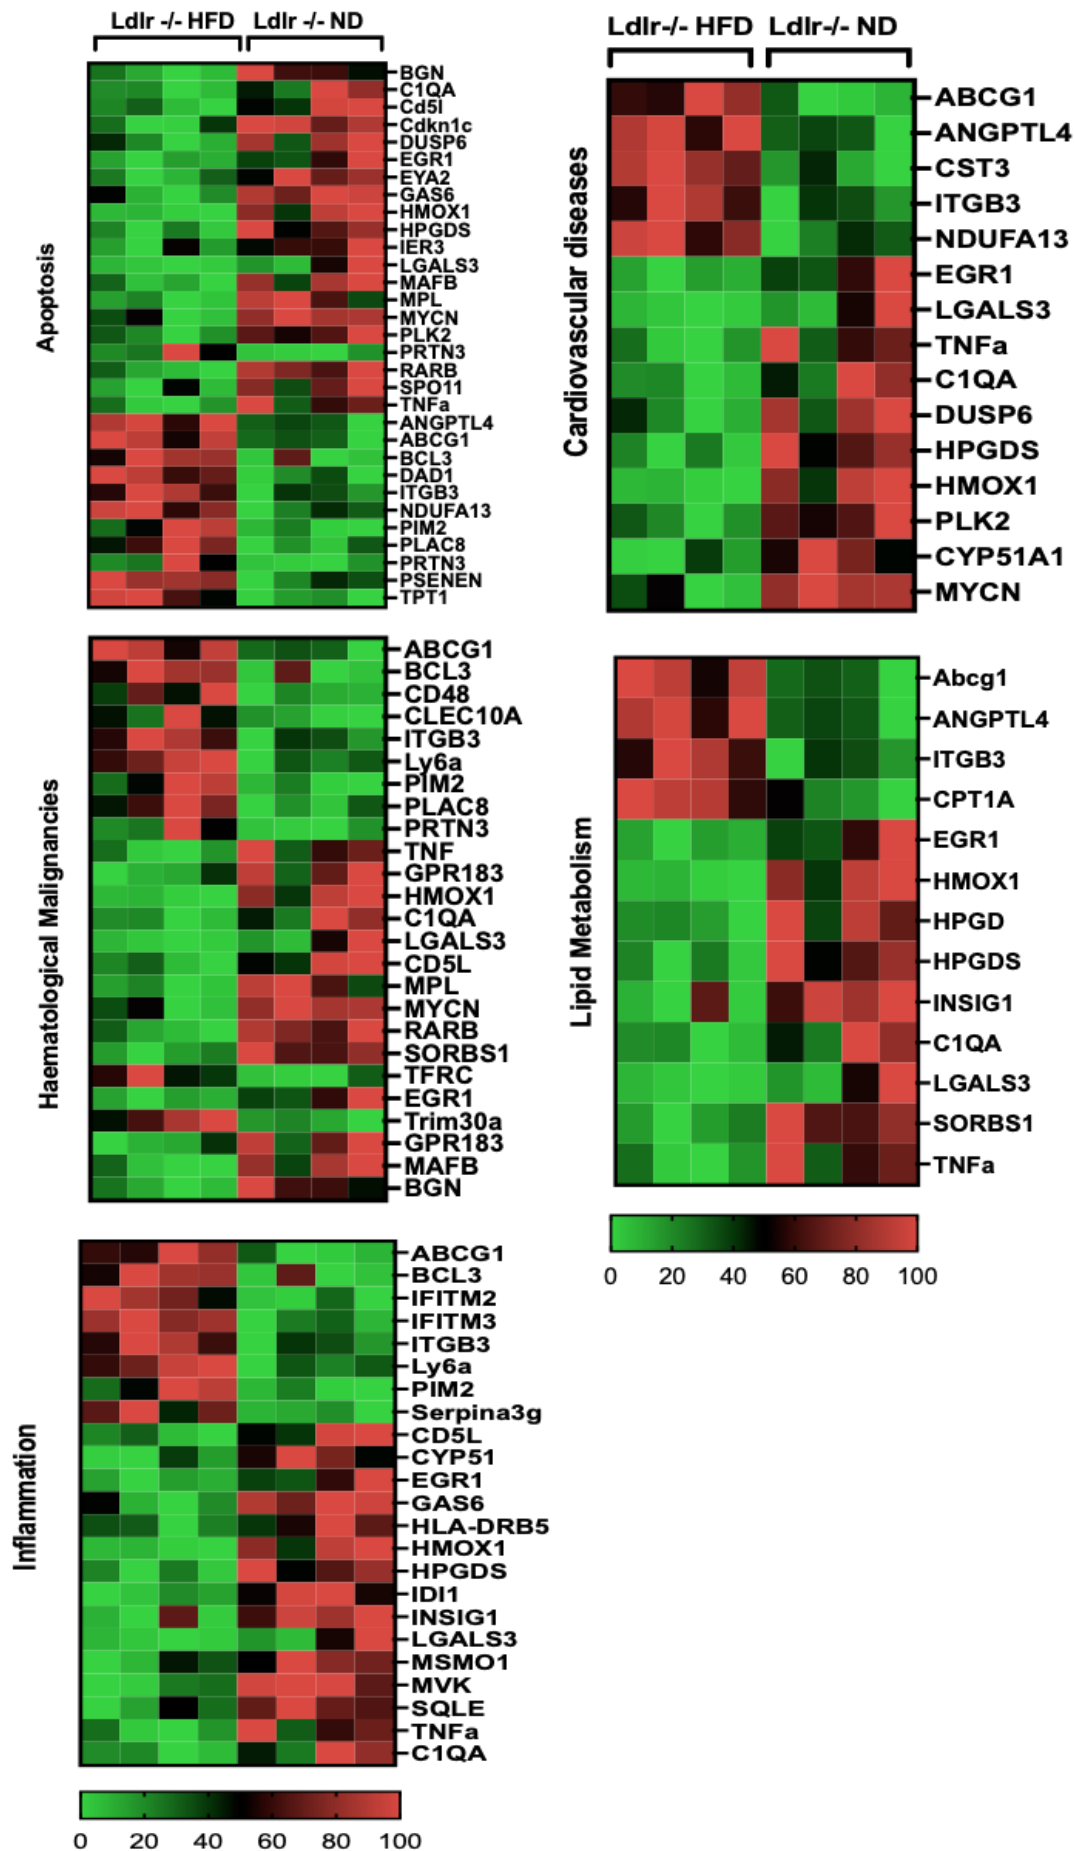 Ldlr -/- HFD Ldlr -/- ND
Apoptosis
BGN
C1QA
Cd5l
Cdkn1c
DUSP6
EGR1
EYA2
GAS6
HMOX1
HPGDS
IER3
LGALS3
MAFB
MPL
MYCN
PLK2
PRTN3
RARB
SPO11
TNFa
ANGPTL4
ABCG1
BCL3
DAD1
ITGB3
NDUFA13
PIM2
PLAC8
PRTN3
PSENEN
TPT1
Haematological Malignancies
ABCG1
BCL3
CD48
CLEC10A
ITGB3
Ly6a
PIM2
PLAC8
PRTN3
TNF
GPR183
HMOX1
C1QA
LGALS3
CD5L
MPL
MYCN
RARB
SORBS1
TFRC
EGR1
Trim30a
GPR183
MAFB
BGN
Inflammation
ABCG1
BCL3
IFITM2
IFITM3
ITGB3
Ly6a
PIM2
Serpina3g
CD5L
CYP51
EGR1
GAS6
HLA-DRB5
HMOX1
HPGDS
IDI1
INSIG1
LGALS3
MSMO1
MVK
SQLE
TNFa
C1QA
0 20 40 60 80 100
Ldlr-/- HFD Ldlr-/- ND
Cardiovascular diseases
ABCG1
ANGPTL4
CST3
ITGB3
NDUFA13
EGR1
LGALS3
TNFa
C1QA
DUSP6
HPGDS
HMOX1
PLK2
CYP51A1
MYCN
Lipid Metabolism
Abcg1
ANGPTL4
ITGB3
CPT1A
EGR1
HMOX1
HPGD
HPGDS
INSIG1
C1QA
LGALS3
SORBS1
TNFa
0 20 40 60 80 100